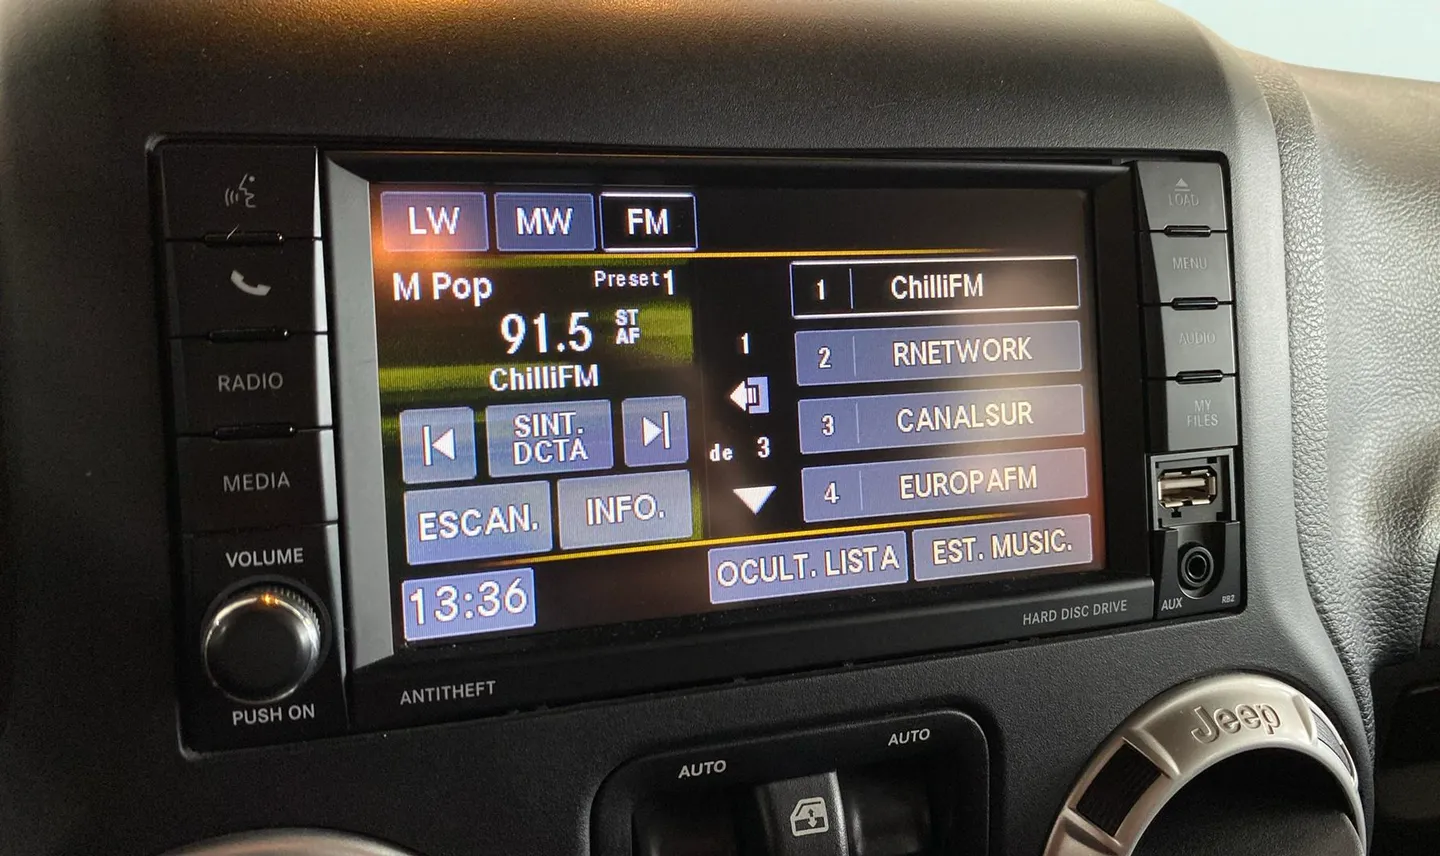 LW MW FM
M Pop Preset 1
91.5 ST AF
ChilliFM
SINT. DCTA
ESCAN. INFO.
13:36
1
de 3
1 ChilliFM
2 RNETWORK
3 CANALSUR
4 EUROPAFM
OCULT. LISTA EST. MUSIC.
RADIO
MEDIA
VOLUME
PUSH ON
ANTITHEFT
HARD DISC DRIVE
LOAD
MENU
AUDIO
MY FILES
AUX RB2
AUTO AUTO
Jeep